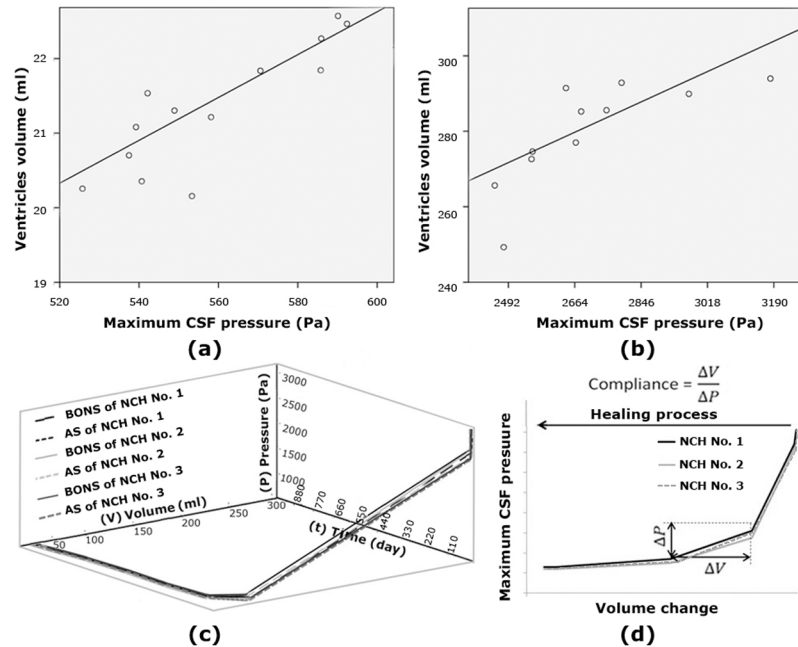 Ventricles volume (ml)
22
21
20
19
520 540 560 580 600
Maximum CSF pressure (Pa)
(a)
Ventricles volume (ml)
300
280
260
240
2492 2664 2846 3018 3190
Maximum CSF pressure (Pa)
(b)
BONS of NCH No. 1
AS of NCH No. 1
BONS of NCH No. 2
AS of NCH No. 2
BONS of NCH No. 3
AS of NCH No. 3
(V) Volume (ml)
50 100 150 200 250 300
(P) Pressure (Pa)
3000
2500
2000
1500
1000
(t) Time (day)
880 770 660 550 440 330 220 110
(c)
Compliance = ΔV/ΔP
Healing process
NCH No. 1
NCH No. 2
NCH No. 3
Maximum CSF presuure
ΔP
ΔV
Volume change
(d)